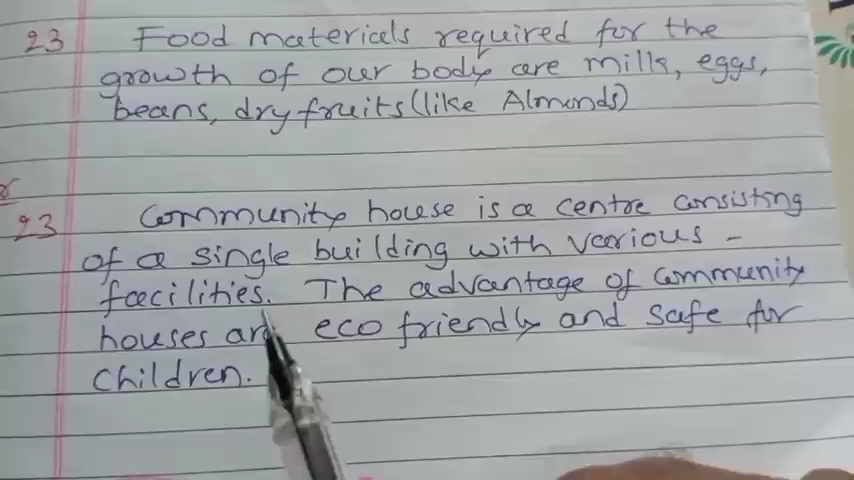 23 Food materials required for the
growth of our body are milk, eggs,
beans, dry fruits (like Almonds)
or
23 Community house is a centre consisting
of a single building with various -
facilities. The advantage of community
houses are eco friendly and safe for
children.